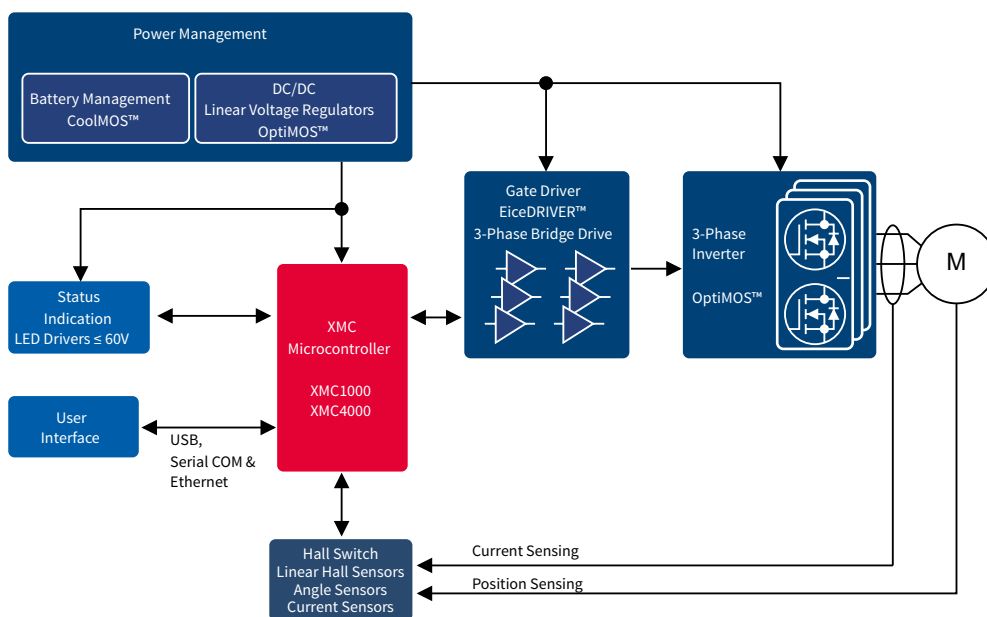 Power Management
Battery Management
CoolMOS™
DC/DC
Linear Voltage Regulators
OptiMOS™
Gate Driver
EiceDRIVER™
3-Phase Bridge Drive
3-Phase
Inverter
OptiMOS™
M
Status
Indication
LED Drivers ≤ 60V
XMC
Microcontroller
XMC1000
XMC4000
User
Interface
USB,
Serial COM &
Ethernet
Hall Switch
Linear Hall Sensors
Angle Sensors
Current Sensors
Current Sensing
Position Sensing